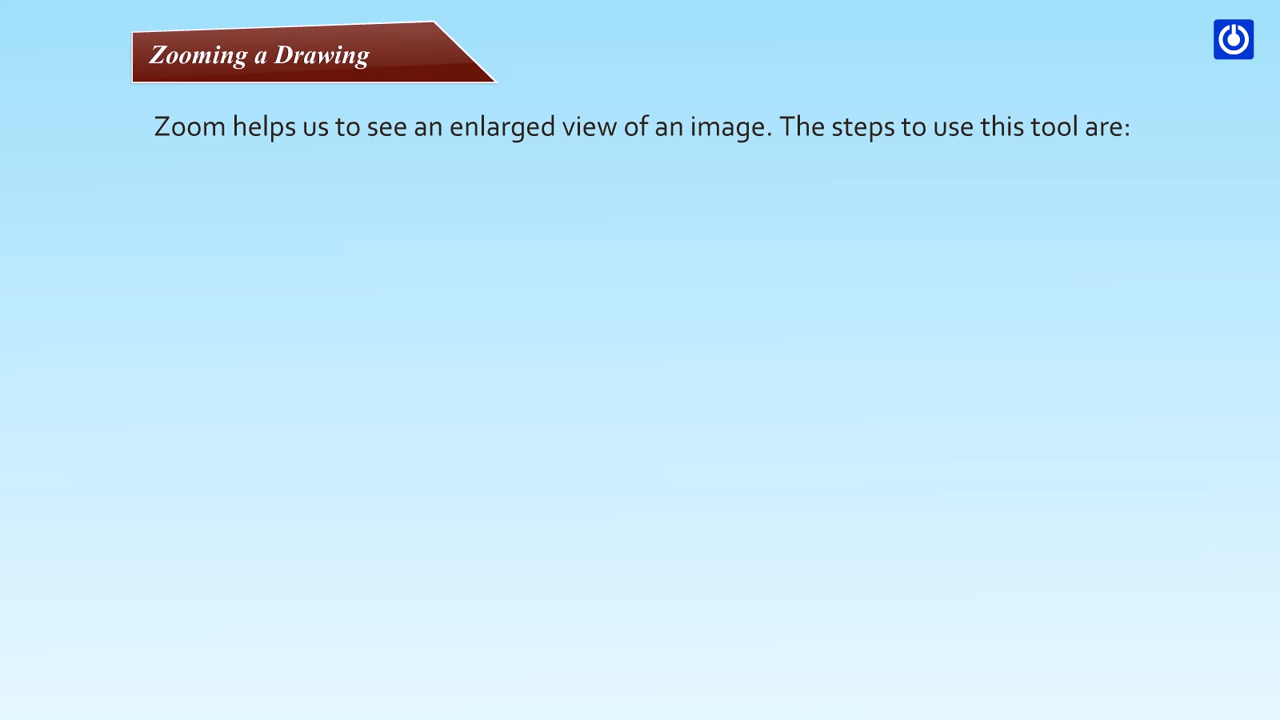 Zooming a Drawing
Zoom helps us to see an enlarged view of an image. The steps to use this tool are: